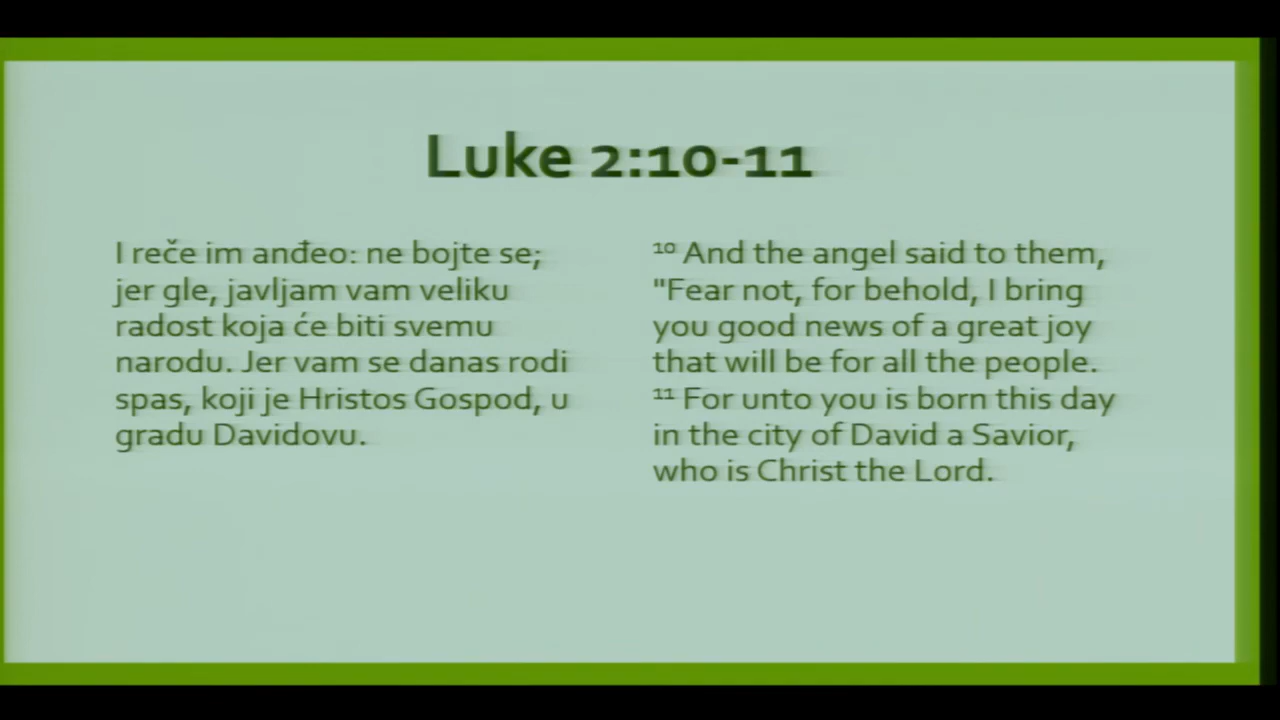 Luke 2:10-11
I reče im anđeo: ne bojte se;
jer gle, javljam vam veliku
radost koja će biti svemu
narodu. Jer vam se danas rodi
spas, koji je Hristos Gospod, u
gradu Davidovu.
10 And the angel said to them,
"Fear not, for behold, I bring
you good news of a great joy
that will be for all the people.
11 For unto you is born this day
in the city of David a Savior,
who is Christ the Lord.